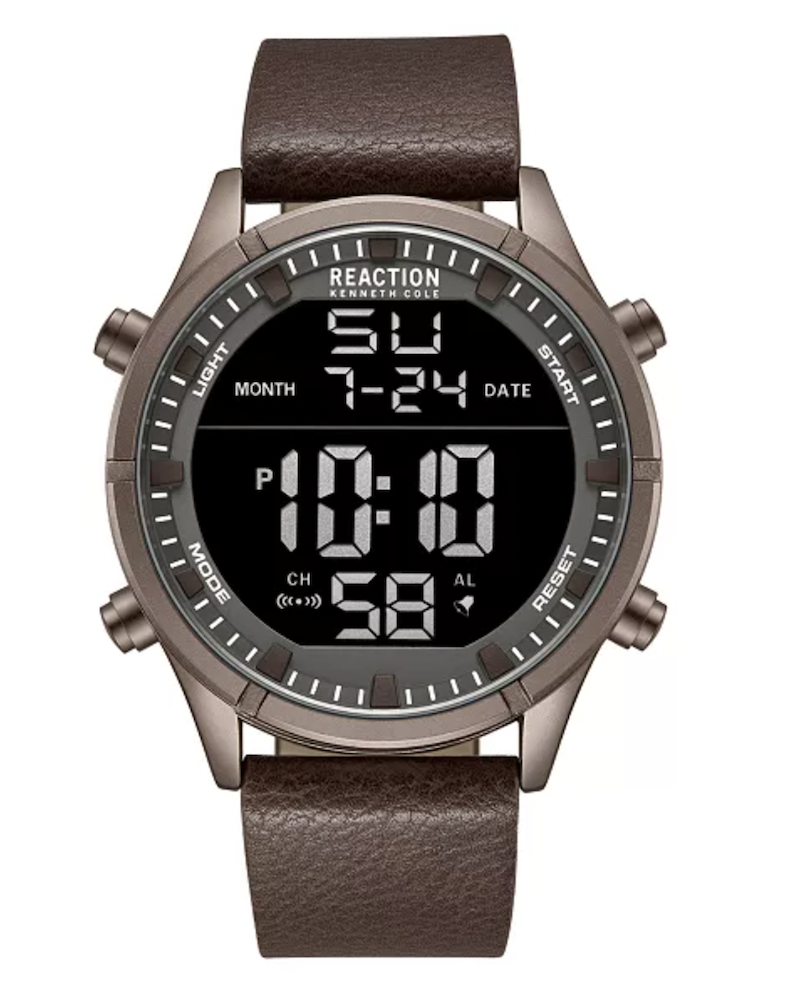 REACTION
KENNETH COLE
SU
LIGHT
START
MONTH 7-24 DATE
P 10:10
MODE
RESET
CH 58 AL